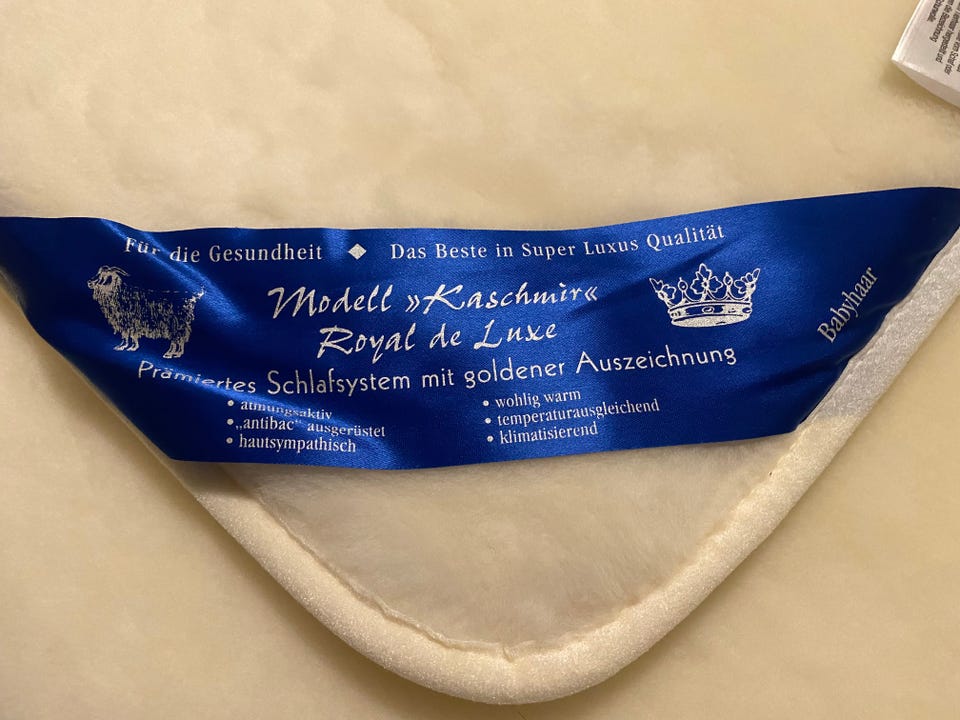 Für die Gesundheit ◆ Das Beste in Super Luxus Qualität
Modell »Kaschmir«
Royal de Luxe
Babyhaar
Prämiertes Schlafsystem mit goldener Auszeichnung
• atmungsaktiv
• „antibac“ ausgerüstet
• hautsympathisch
• wohlig warm
• temperaturausgleichend
• klimatisierend